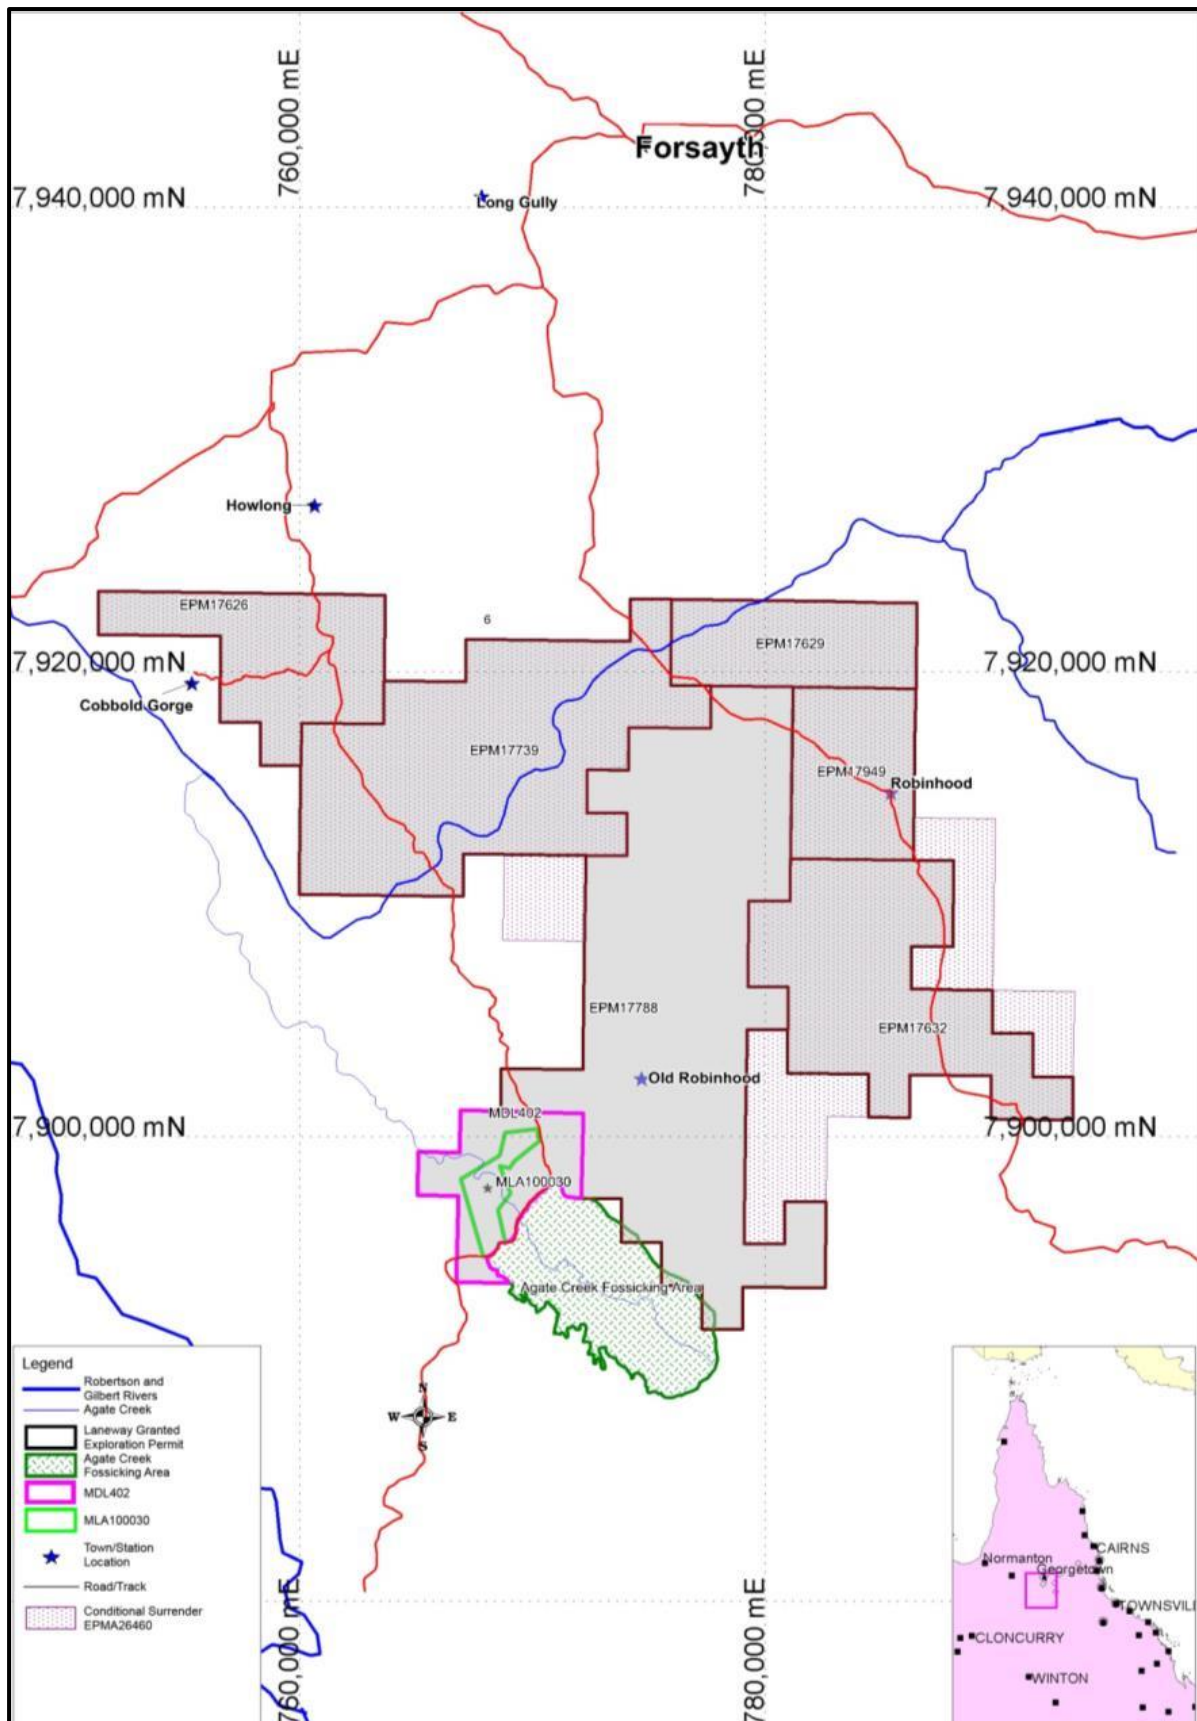 760,000 mE
780,000 mE
Forsayth
7,940,000 mN
7,940,000 mN
Long Gully
Howlong
EPM17626
6
EPM17629
7,920,000 mN
7,920,000 mN
Cobbold Gorge
EPM17739
EPM17949
Robinhood
EPM17788
EPM17632
Old Robinhood
MDL402
7,900,000 mN
7,900,000 mN
MLA100030
Agate Creek Fossicking Area
N
W
E
S
Legend
Robertson and
Gilbert Rivers
Agate Creek
Laneway Granted
Exploration Permit
Agate Creek
Fossicking Area
MDL402
MLA100030
Town/Station
Location
Road/Track
Conditional Surrender
EPMA26460
760,000 mE
780,000 mE
CAIRNS
Normanton
Georgetown
TOWNSVILL
CLONCURRY
WINTON